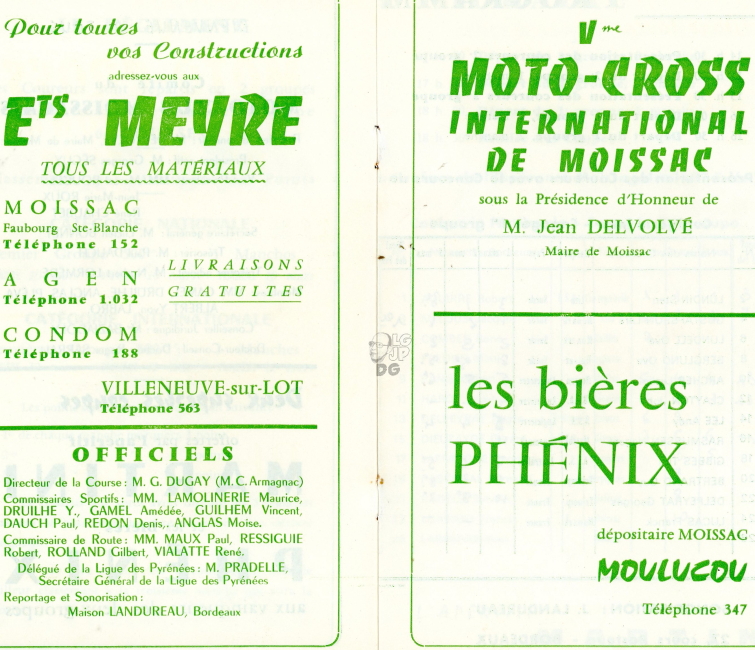 Pour toutes
vos Constructions
adressez-vous aux
ETS MEYRE
TOUS LES MATÉRIAUX
MOISSAC
Faubourg Ste-Blanche
Téléphone 152
AGEN
Téléphone 1.032
LIVRAISONS
GRATUITES
CONDOM
Téléphone 188
VILLENEUVE-sur-LOT
Téléphone 563
OFFICIELS
Directeur de la Course : M. G. DUGAY (M. C. Armagnac)
Commissaires Sportifs : MM. LAMOLINERIE Maurice,
DRUILHE Y., GAMEL Amédée, GUILHEM Vincent,
DAUCH Paul, REDON Denis,. ANGLAS Moise.
Commissaire de Route : MM. MAUX Paul, RESSIGUIE
Robert, ROLLAND Gilbert, VIALATTE René.
Délégué de la Ligue des Pyrénées : M. PRADELLE,
Secrétaire Général de la Ligue des Pyrénées
Reportage et Sonorisation :
Maison LANDUREAU, Bordeaux
Vme
MOTO-CROSS
INTERNATIONAL
DE MOISSAC
sous la Présidence d'Honneur de
M. Jean DELVOLVÉ
Maire de Moissac
les bières
PHÉNIX
dépositaire MOISSAC
MOULUCOU
Téléphone 347
LG
JP
DG